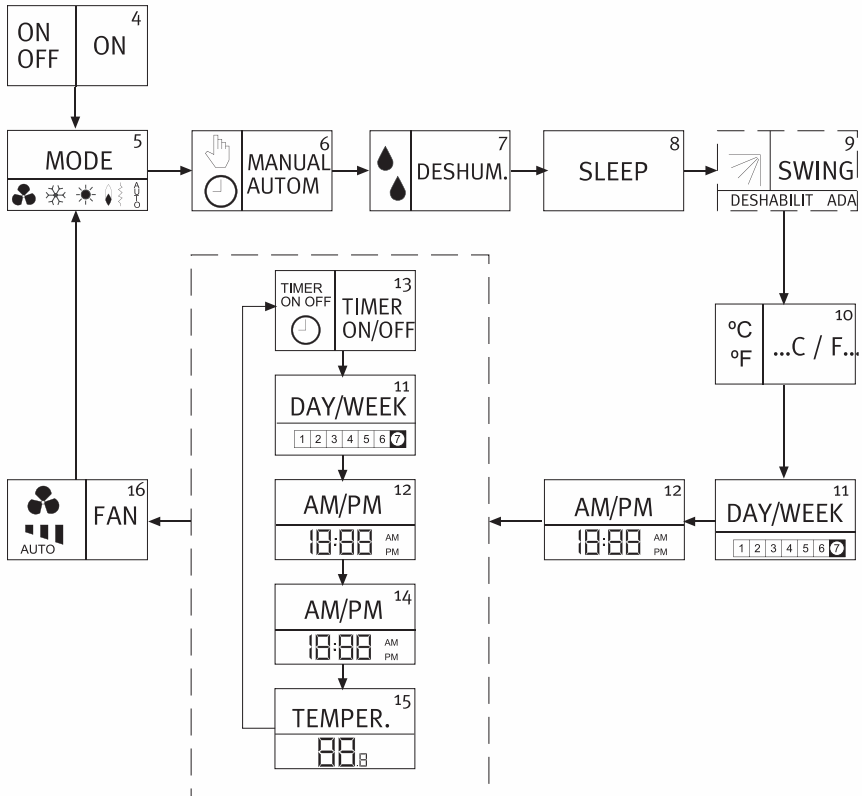 4
ON
OFF
ON
5
MODE
6
MANUAL
AUTOM
7
DESHUM.
8
SLEEP
9
SWING
DESHABILIT ADA
10
ºC
ºF
...C / F...
11
DAY/WEEK
1 2 3 4 5 6 7
12
AM/PM
18:88 AM
PM
13
TIMER
ON OFF
TIMER
ON/OFF
11
DAY/WEEK
1 2 3 4 5 6 7
12
AM/PM
18:88 AM
PM
14
AM/PM
18:88 AM
PM
15
TEMPER.
88.8
16
FAN
AUTO